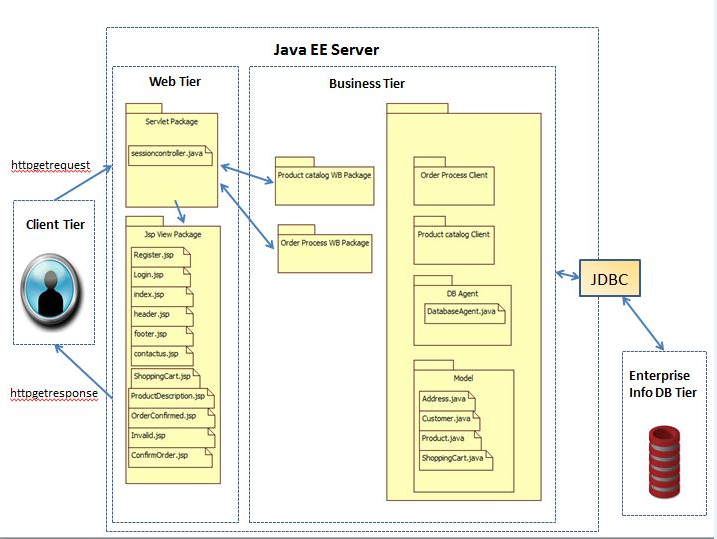 Java EE Server
Web Tier
Business Tier
Servlet Package
sessioncontroller.java
httpgetrequest
Client Tier
httpgetresponse
Jsp View Package
Register.jsp
Login.jsp
index.jsp
header.jsp
footer.jsp
contactus.jsp
ShoppingCart.jsp
ProductDescription.jsp
OrderConfirmed.jsp
Invalid.jsp
ConfirmOrder.jsp
Product catalog WB Package
Order Process WB Package
Order Process Client
Product catalog Client
DB Agent
DatabaseAgent.java
Model
Address.java
Customer.java
Product.java
ShoppingCart.java
JDBC
Enterprise
Info DB Tier